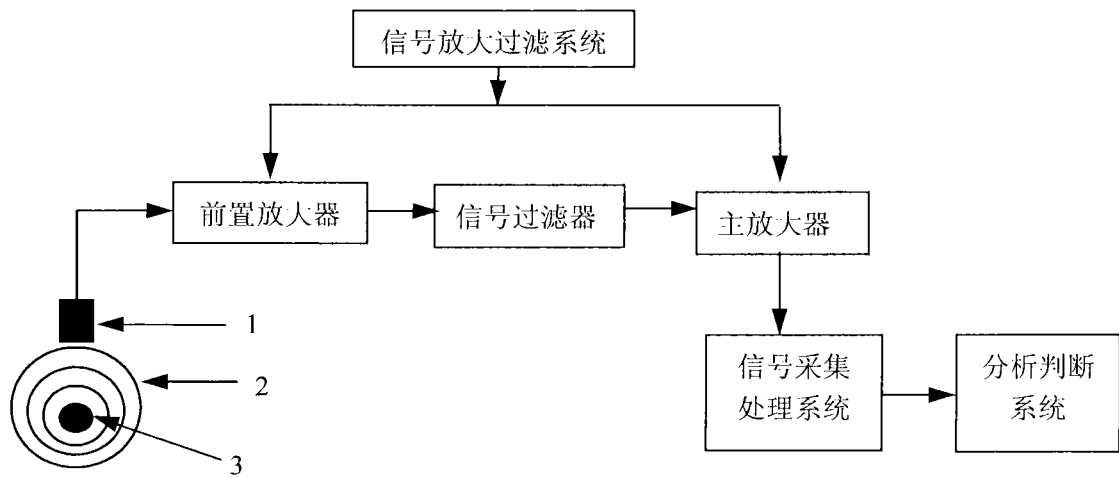 信号放大过滤系统
前置放大器
信号过滤器
主放大器
1
2
3
信号采集
处理系统
分析判断
系统